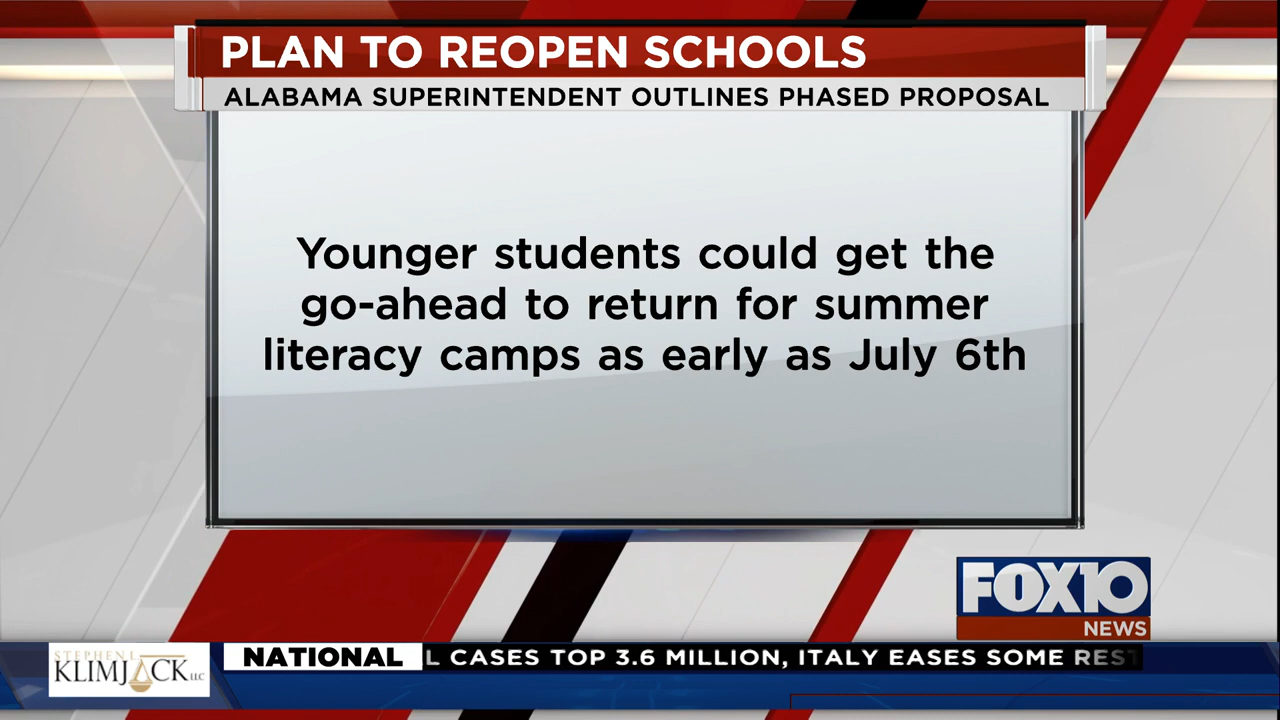 PLAN TO REOPEN SCHOOLS
ALABAMA SUPERINTENDENT OUTLINES PHASED PROPOSAL
Younger students could get the
go-ahead to return for summer
literacy camps as early as July 6th
FOX10
NEWS
STEPHEN L
KLIMJACK LLC
NATIONAL
L CASES TOP 3.6 MILLION, ITALY EASES SOME REST